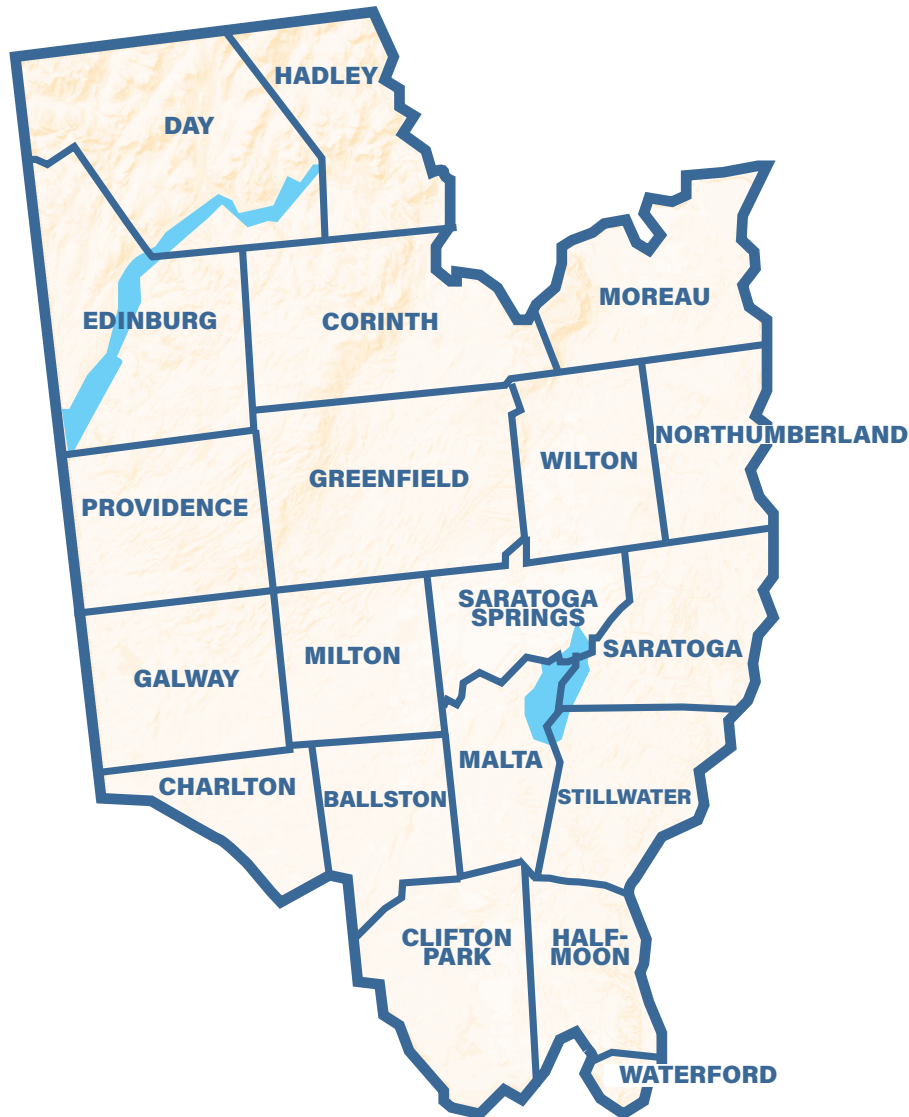 HADLEY
DAY
MOREAU
EDINBURG
CORINTH
NORTHUMBERLAND
WILTON
GREENFIELD
PROVIDENCE
SARATOGA
SPRINGS
SARATOGA
MILTON
GALWAY
MALTA
CHARLTON
BALLSTON
STILLWATER
CLIFTON
PARK
HALF-
MOON
WATERFORD